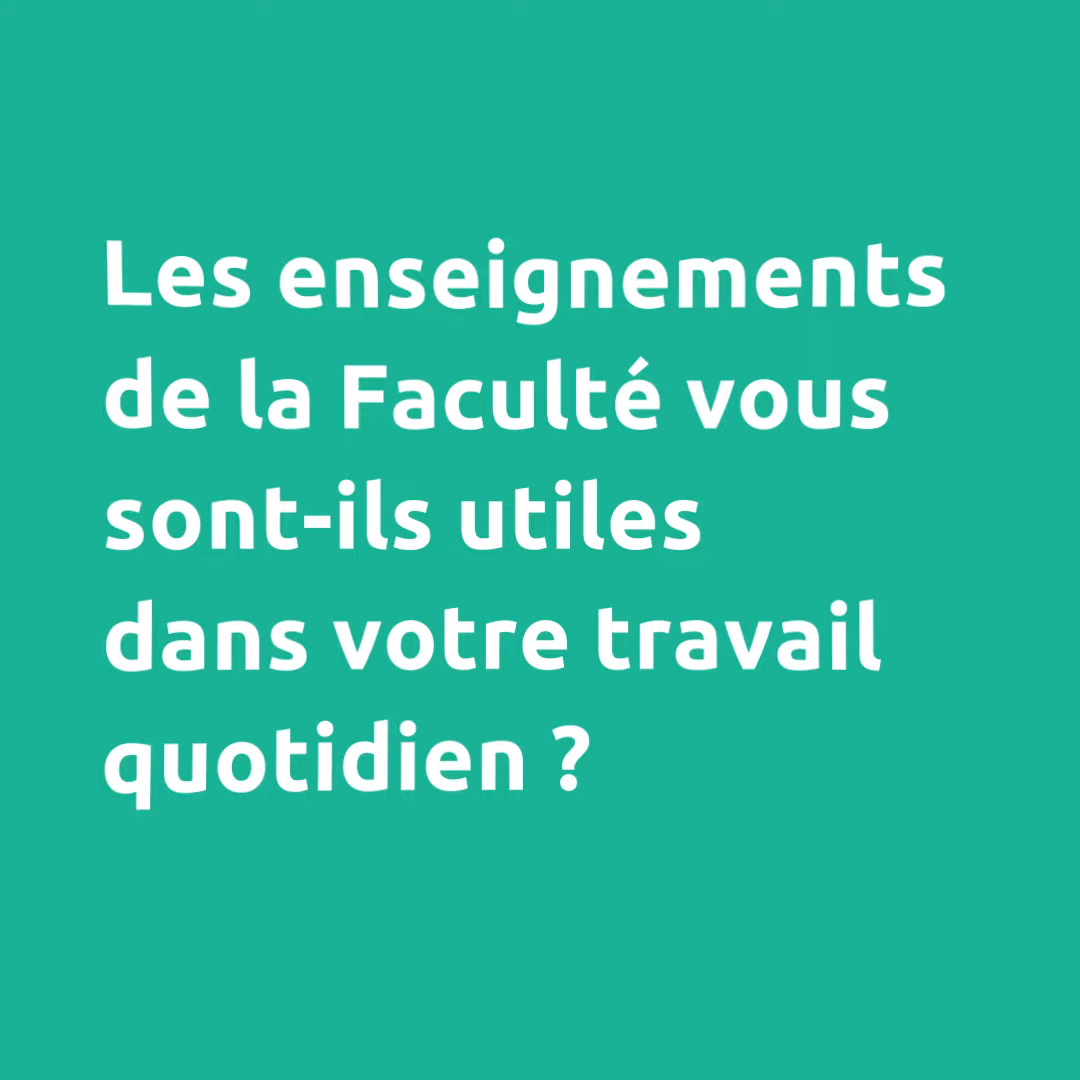 Les enseignements
de la Faculté vous
sont-ils utiles
dans votre travail
quotidien ?